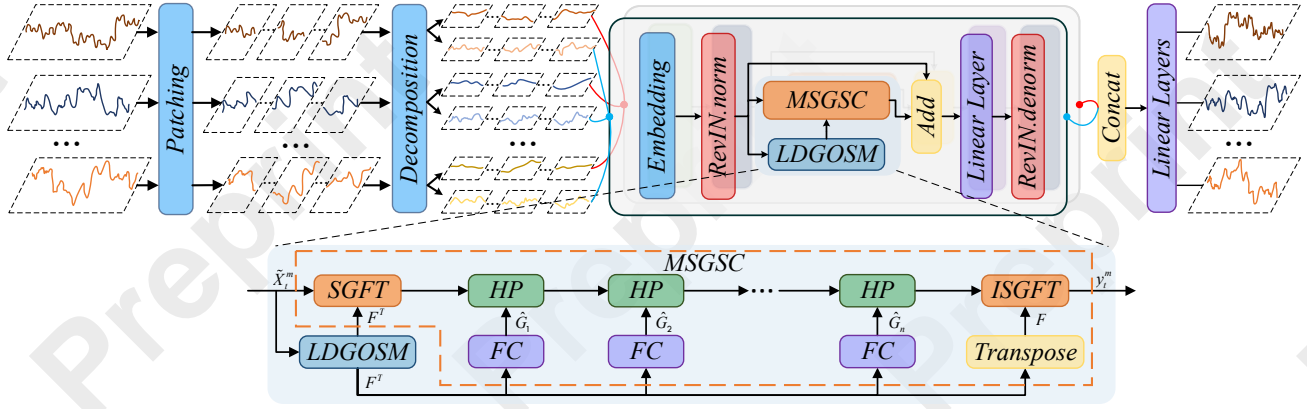 Patching
Decomposition
Embedding
RevIN.norm
MSGSC
LDGOSM
Add
Linear Layer
RevIN.denorm
Concat
Linear Layers
...
...
...
...
Preprint
Preprint
Preprint
MSGSC
X̃ₜᵐ
SGFT
HP
HP
...
HP
ISGFT
yₜᵐ
Fᵀ
Ĝ₁
Ĝ₂
Ĝₙ
F
LDGOSM
FC
FC
FC
Transpose
Fᵀ